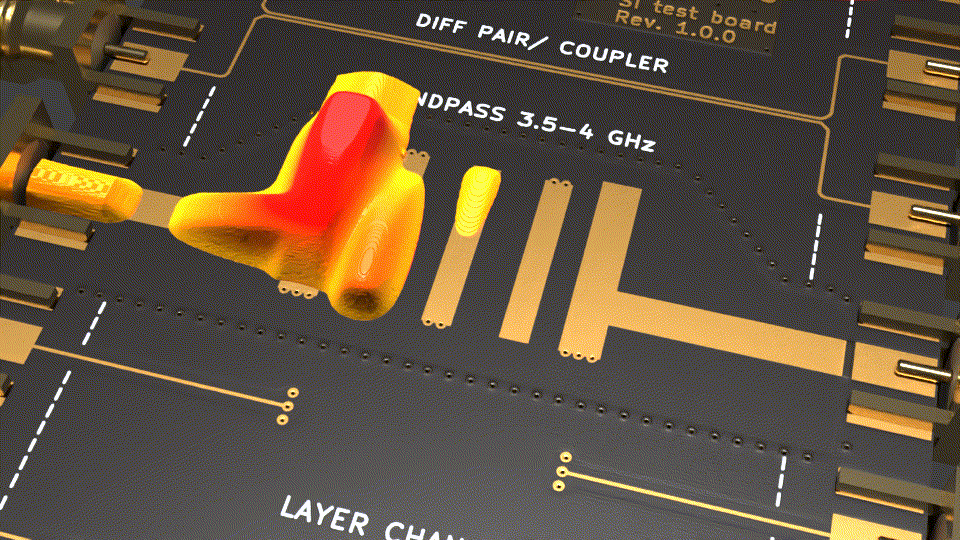 SI test board
Rev. 1.0.0
DIFF PAIR/ COUPLER
NDPASS 3.5-4 GHz
LAYER CHAN